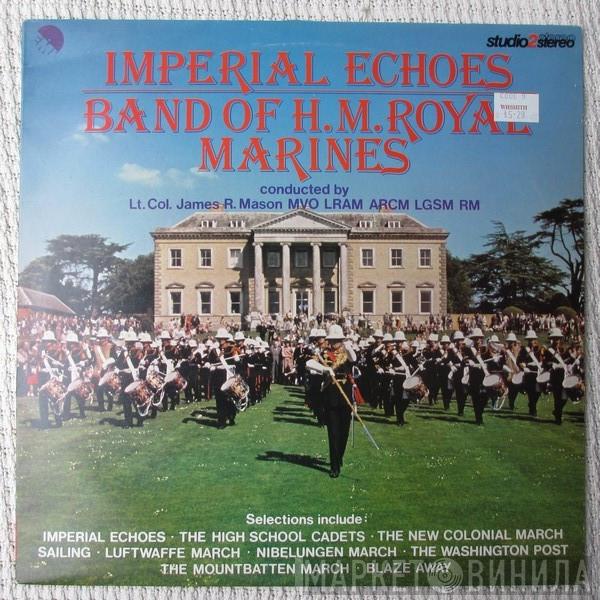 studio2stereo
IMPERIAL ECHOES
BAND OF H.M. ROYAL
MARINES
WHSMITH
conducted by
Lt. Col. James R. Mason MVO LRAM ARCM LGSM RM
Selections include:
IMPERIAL ECHOES · THE HIGH SCHOOL CADETS · THE NEW COLONIAL MARCH
SAILING · LUFTWAFFE MARCH · NIBELUNGEN MARCH · THE WASHINGTON POST
THE MOUNTBATTEN MARCH · BLAZE AWAY
МАРКЕТ ВИНИЛА